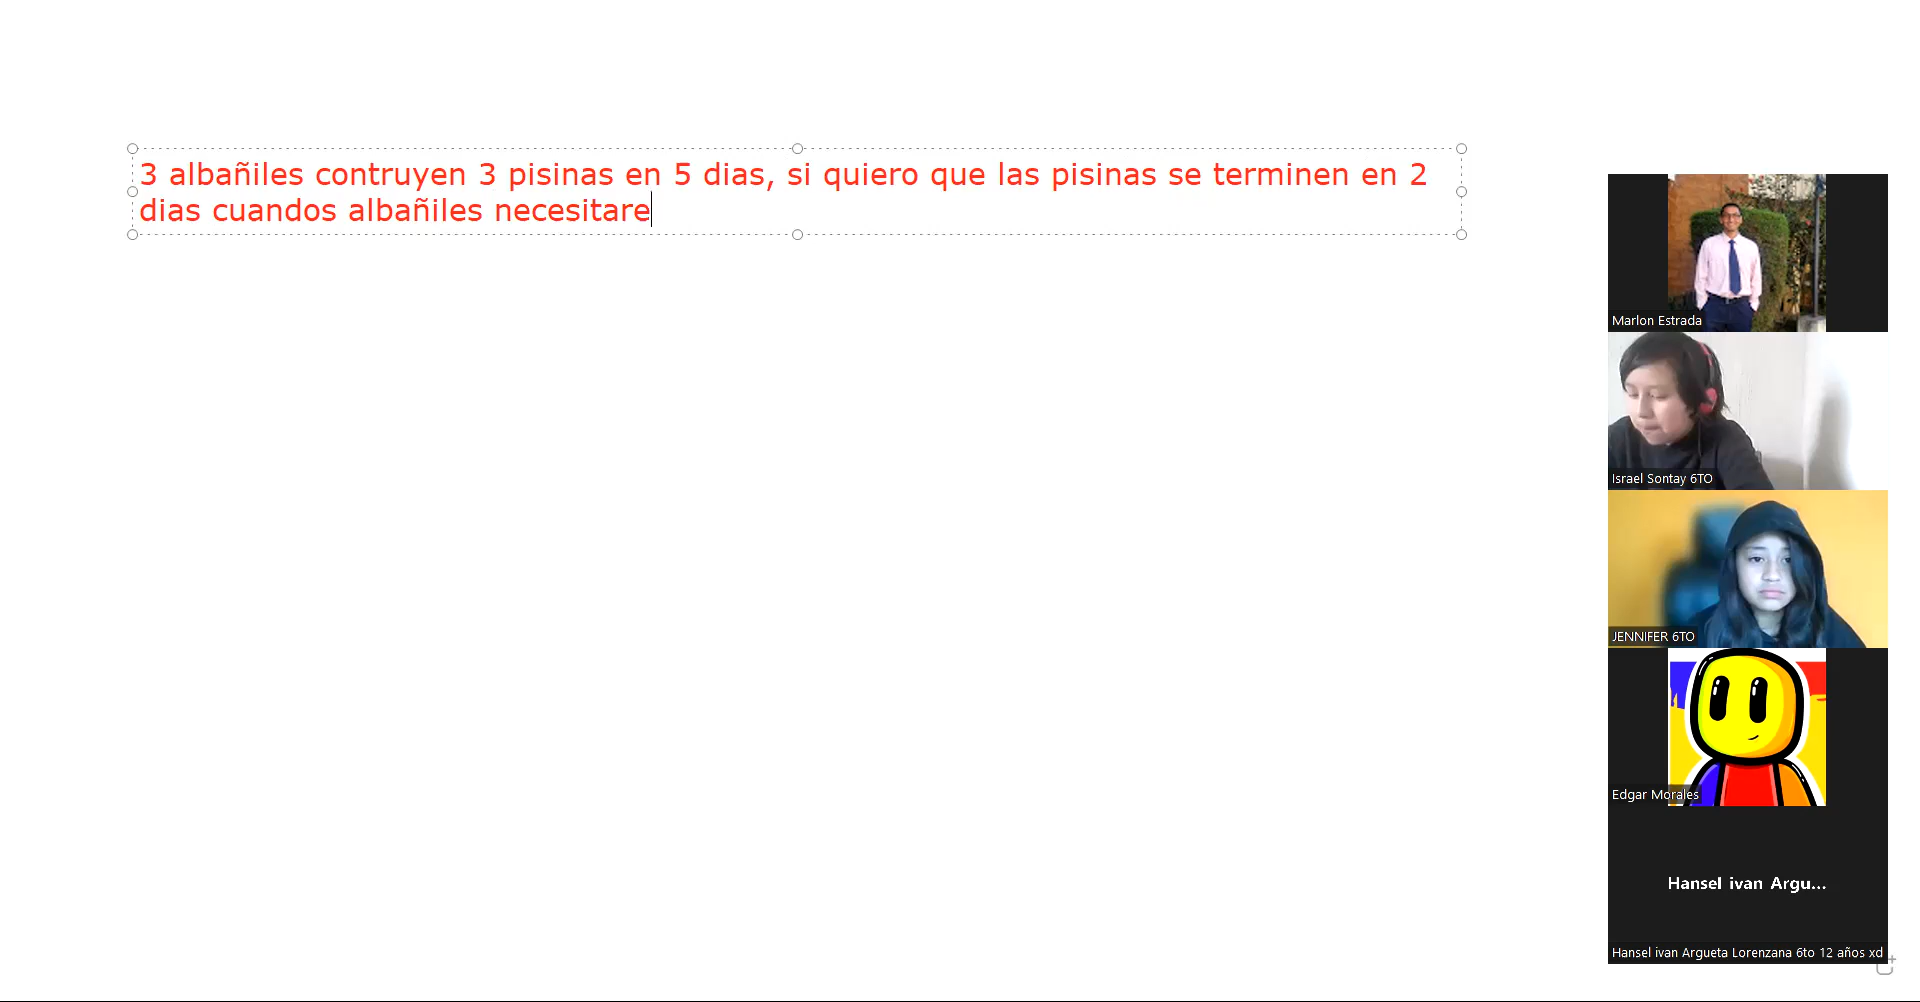 3 albañiles contruyen 3 pisinas en 5 dias, si quiero que las pisinas se terminen en 2
dias cuandos albañiles necesitare
Marlon Estrada
Israel Sontay 6TO
JENNIFER 6TO
Edgar Morales
Hansel ivan Argu...
Hansel ivan Argueta Lorenzana 6to 12 años xd